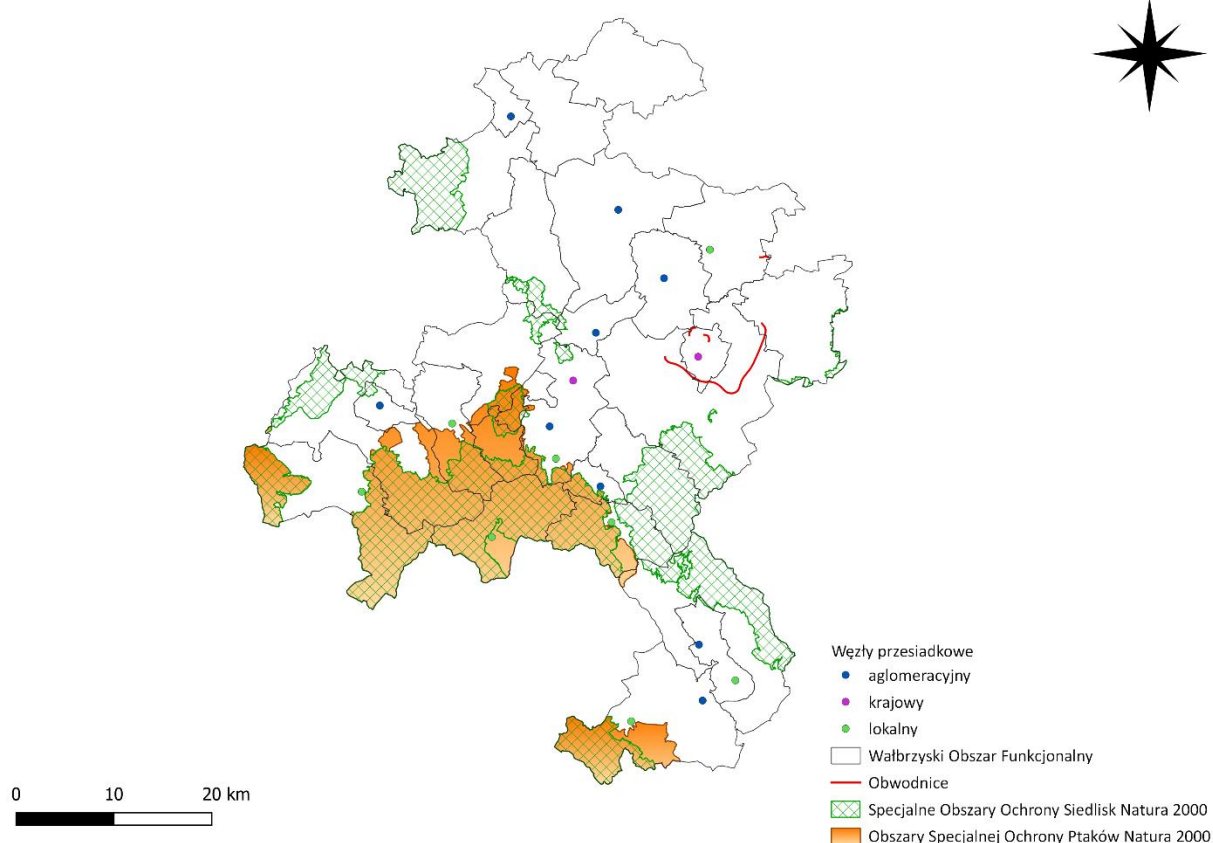 Węzły przesiadkowe
aglomeracyjny
krajowy
lokalny
Wałbrzyski Obszar Funkcjonalny
Obwodnice
Specjalne Obszary Ochrony Siedlisk Natura 2000
Obszary Specjalnej Ochrony Ptaków Natura 2000
0 10 20 km